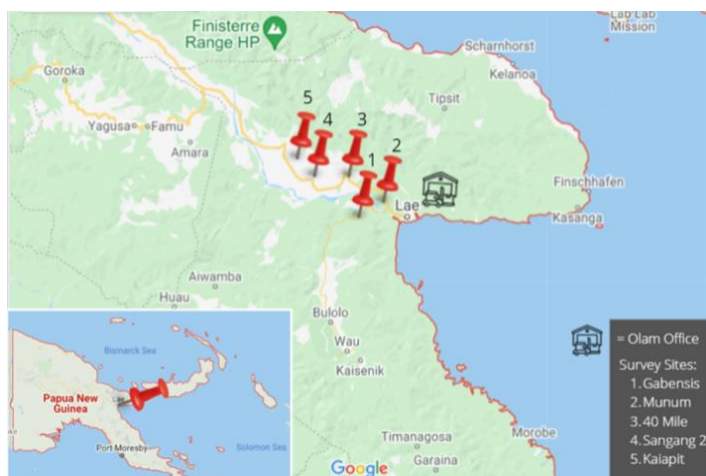 Finisterre
Range HP
Goroka
Yagusa
Famu
Amara
Scharnhorst
Kelanoa
Lab Lab
Mission
Tipsit
5
4
3
2
1
Lae
Finschhafen
Kasanga
Aiwamba
Huau
Bulolo
Wau
Kaisenik
Timanagosa
Garaina
Morobe
Bismarck Sea
Papua New
Guinea
Lae
Port Moresby
Solomon Sea
Google
= Olam Office
Survey Sites:
1. Gabensis
2. Munum
3. 40 Mile
4. Sangang 2
5. Kaiapit